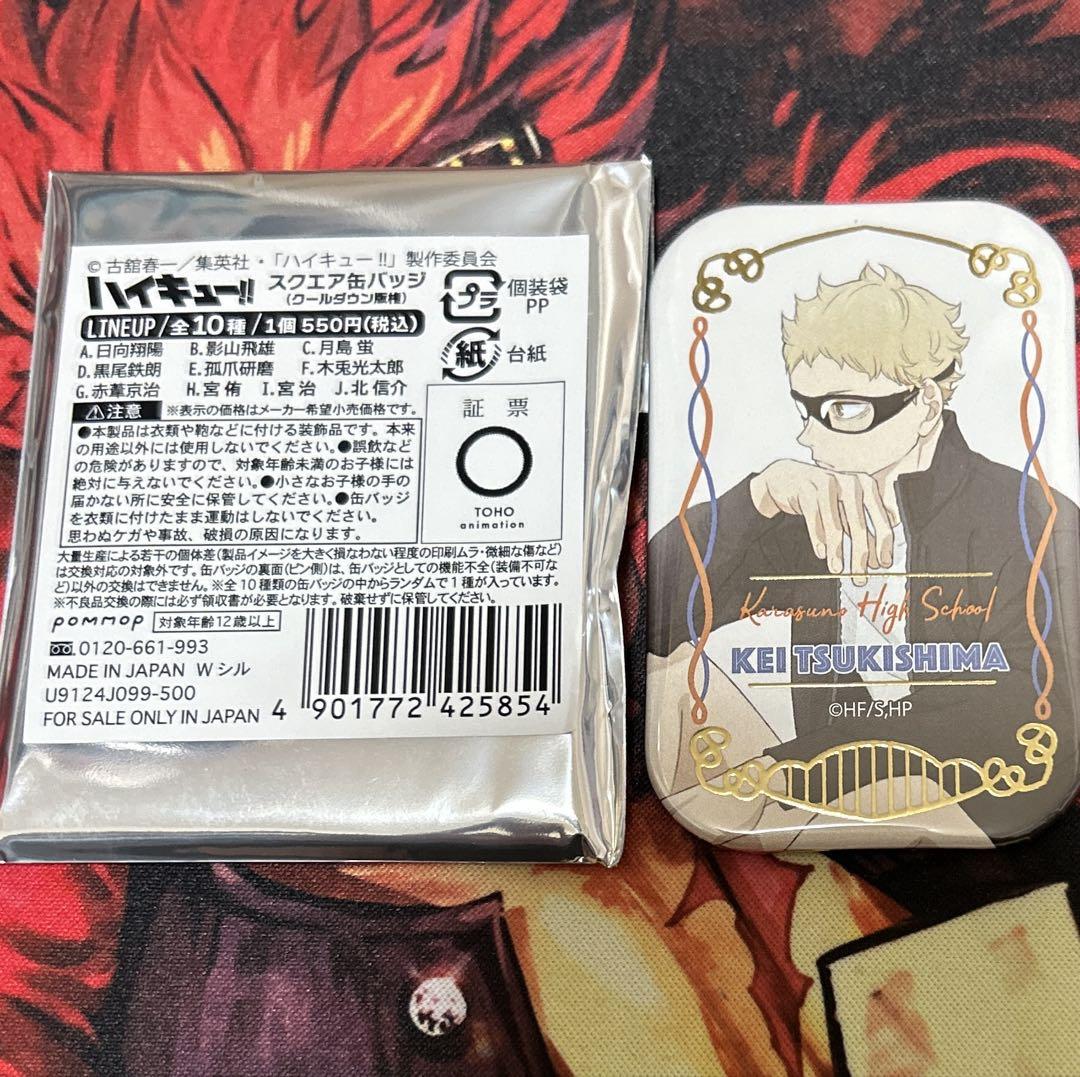 © 古舘春一／集英社・「ハイキュー!!」製作委員会
ハイキュー!! スクエア缶バッジ
(クールダウン版権)
LINEUP/全10種/1個550円(税込)
A.日向翔陽 B.影山飛雄 C.月島 蛍
D.黒尾鉄朗 E.孤爪研磨 F.木兎光太郎
G.赤葦京治 H.宮 侑 I.宮 治 J.北 信介
注意 ※表示の価格はメーカー希望小売価格です。
●本製品は衣類や鞄などに付ける装飾品です。本来
の用途以外には使用しないでください。●誤飲など
の危険がありますので、対象年齢未満のお子様には
絶対に与えないでください。●小さなお子様の手の
届かない所に安全に保管してください。●缶バッジ
を衣類に付けたまま運動はしないでください。
思わぬケガや事故、破損の原因になります。
大量生産による若干の個体差(製品イメージを大きく損なわない程度の印刷ムラ・微細な傷など)
は交換対応の対象外です。缶バッジの裏面(ピン側)は、缶バッジとしての機能不全(装備不可な
ど)以外の交換はできません。※全10種類の缶バッジの中からランダムで1種が入っています。
※不良品交換の際には必ず領収書が必要となります。破棄せずに保管してください。
pommop 対象年齢12歳以上
0120-661-993
MADE IN JAPAN W シル
U9124J099-500
FOR SALE ONLY IN JAPAN
4 901772 425854
プラ 個装袋
PP
紙 台紙
証票
TOHO
animation
Karasuno High School
KEI TSUKISHIMA
©HF/S,HP